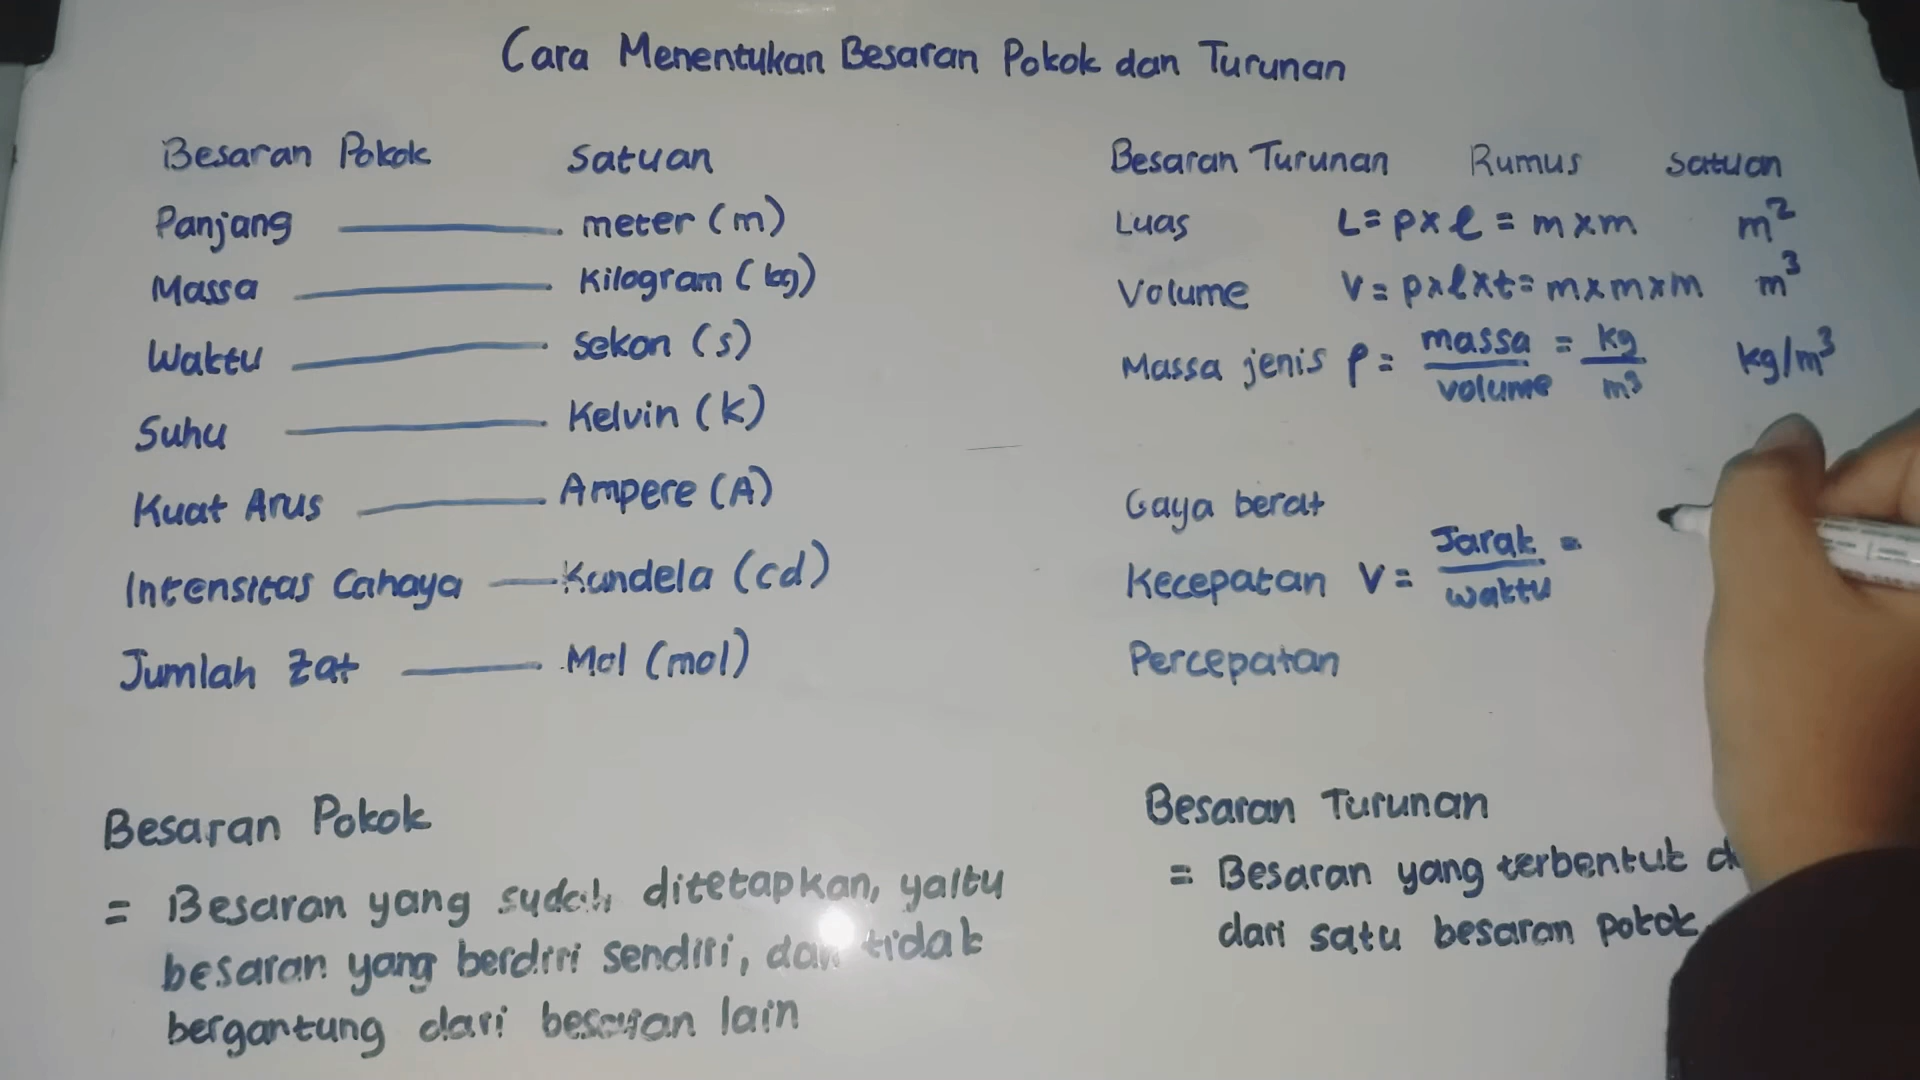 Cara Menentukan Besaran Pokok dan Turunan
Besaran Pokok Satuan
Panjang meter (m)
Massa Kilogram (kg)
Waktu Sekon (s)
Suhu Kelvin (k)
Kuat Arus Ampere (A)
Intensitas Cahaya Kandela (cd)
Jumlah Zat Mol (mol)
Besaran Pokok
= Besaran yang sudah ditetapkan, yaitu
besaran yang berdiri sendiri, dan tidak
bergantung dari besaran lain
Besaran Turunan Rumus Satuan
Luas L = p x l = m x m m²
Volume V = p x l x t = m x m x m m³
Massa jenis ρ = massa/volume = kg/m³ kg/m³
Gaya berat
Kecepatan V = Jarak/waktu =
Percepatan
Besaran Turunan
= Besaran yang terbentuk
dari satu besaran pokok